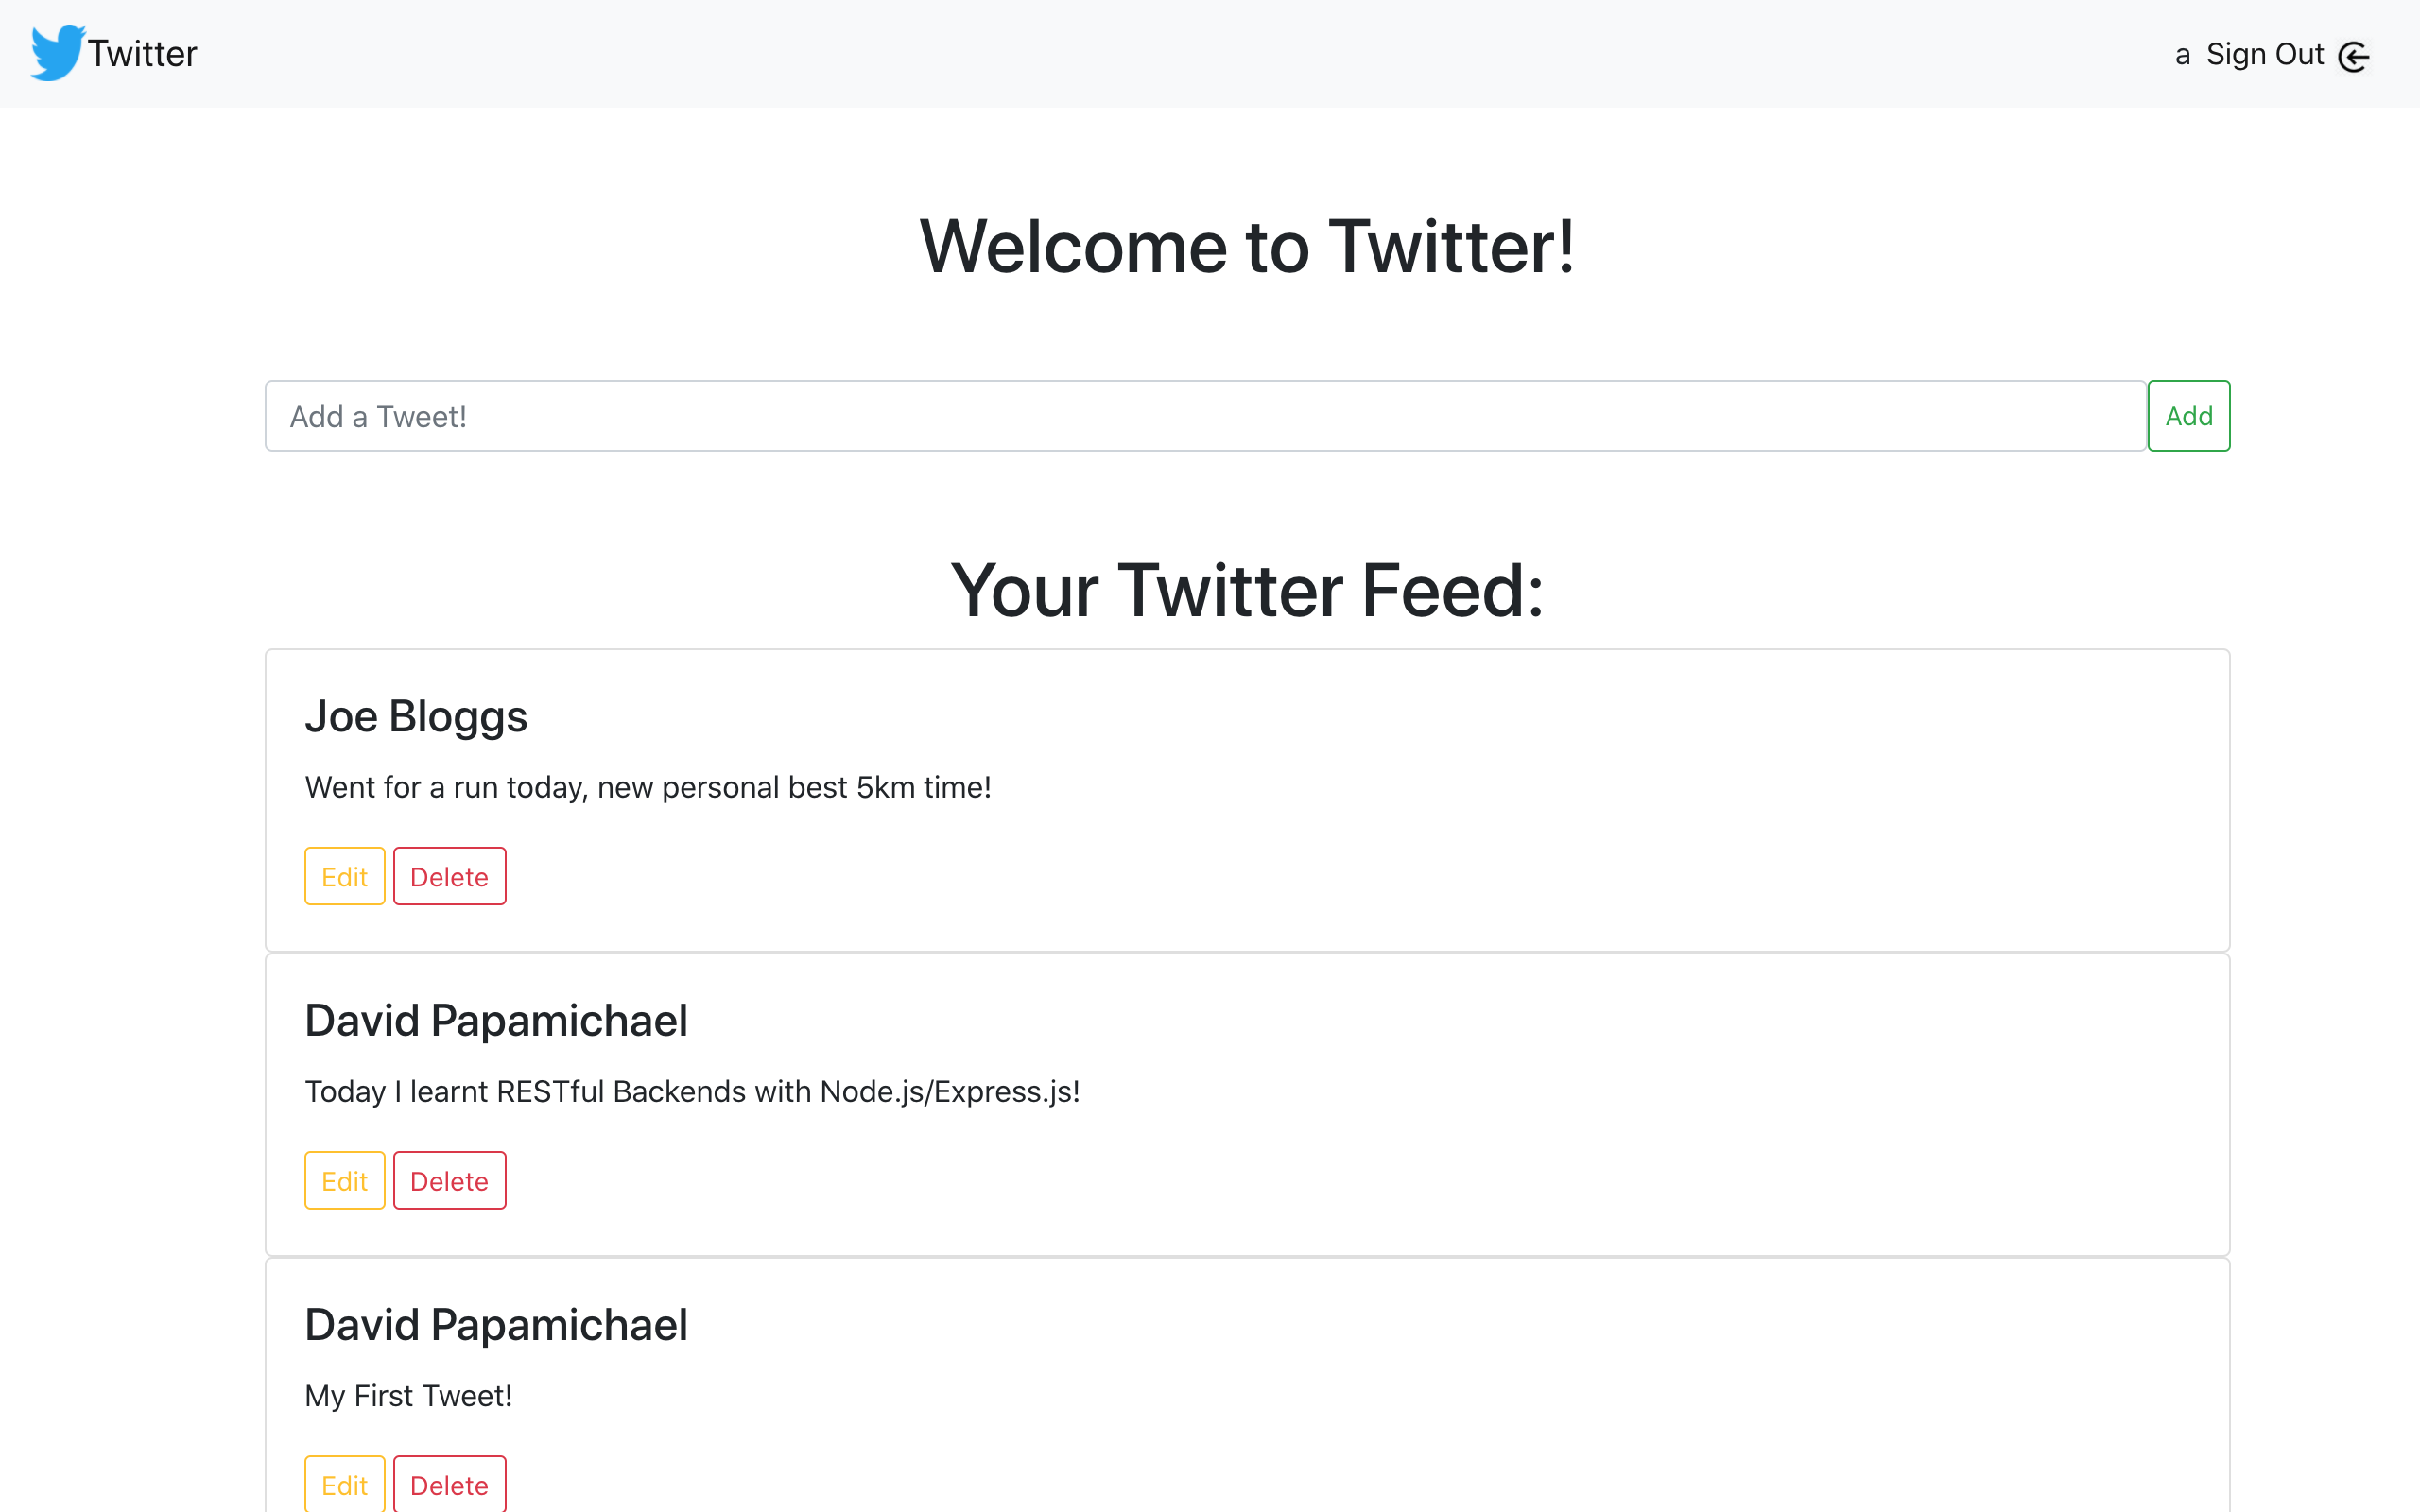 Twitter
a Sign Out
Welcome to Twitter!
Add a Tweet!
Add
Your Twitter Feed:
Joe Bloggs
Went for a run today, new personal best 5km time!
Edit Delete
David Papamichael
Today I learnt RESTful Backends with Node.js/Express.js!
Edit Delete
David Papamichael
My First Tweet!
Edit Delete